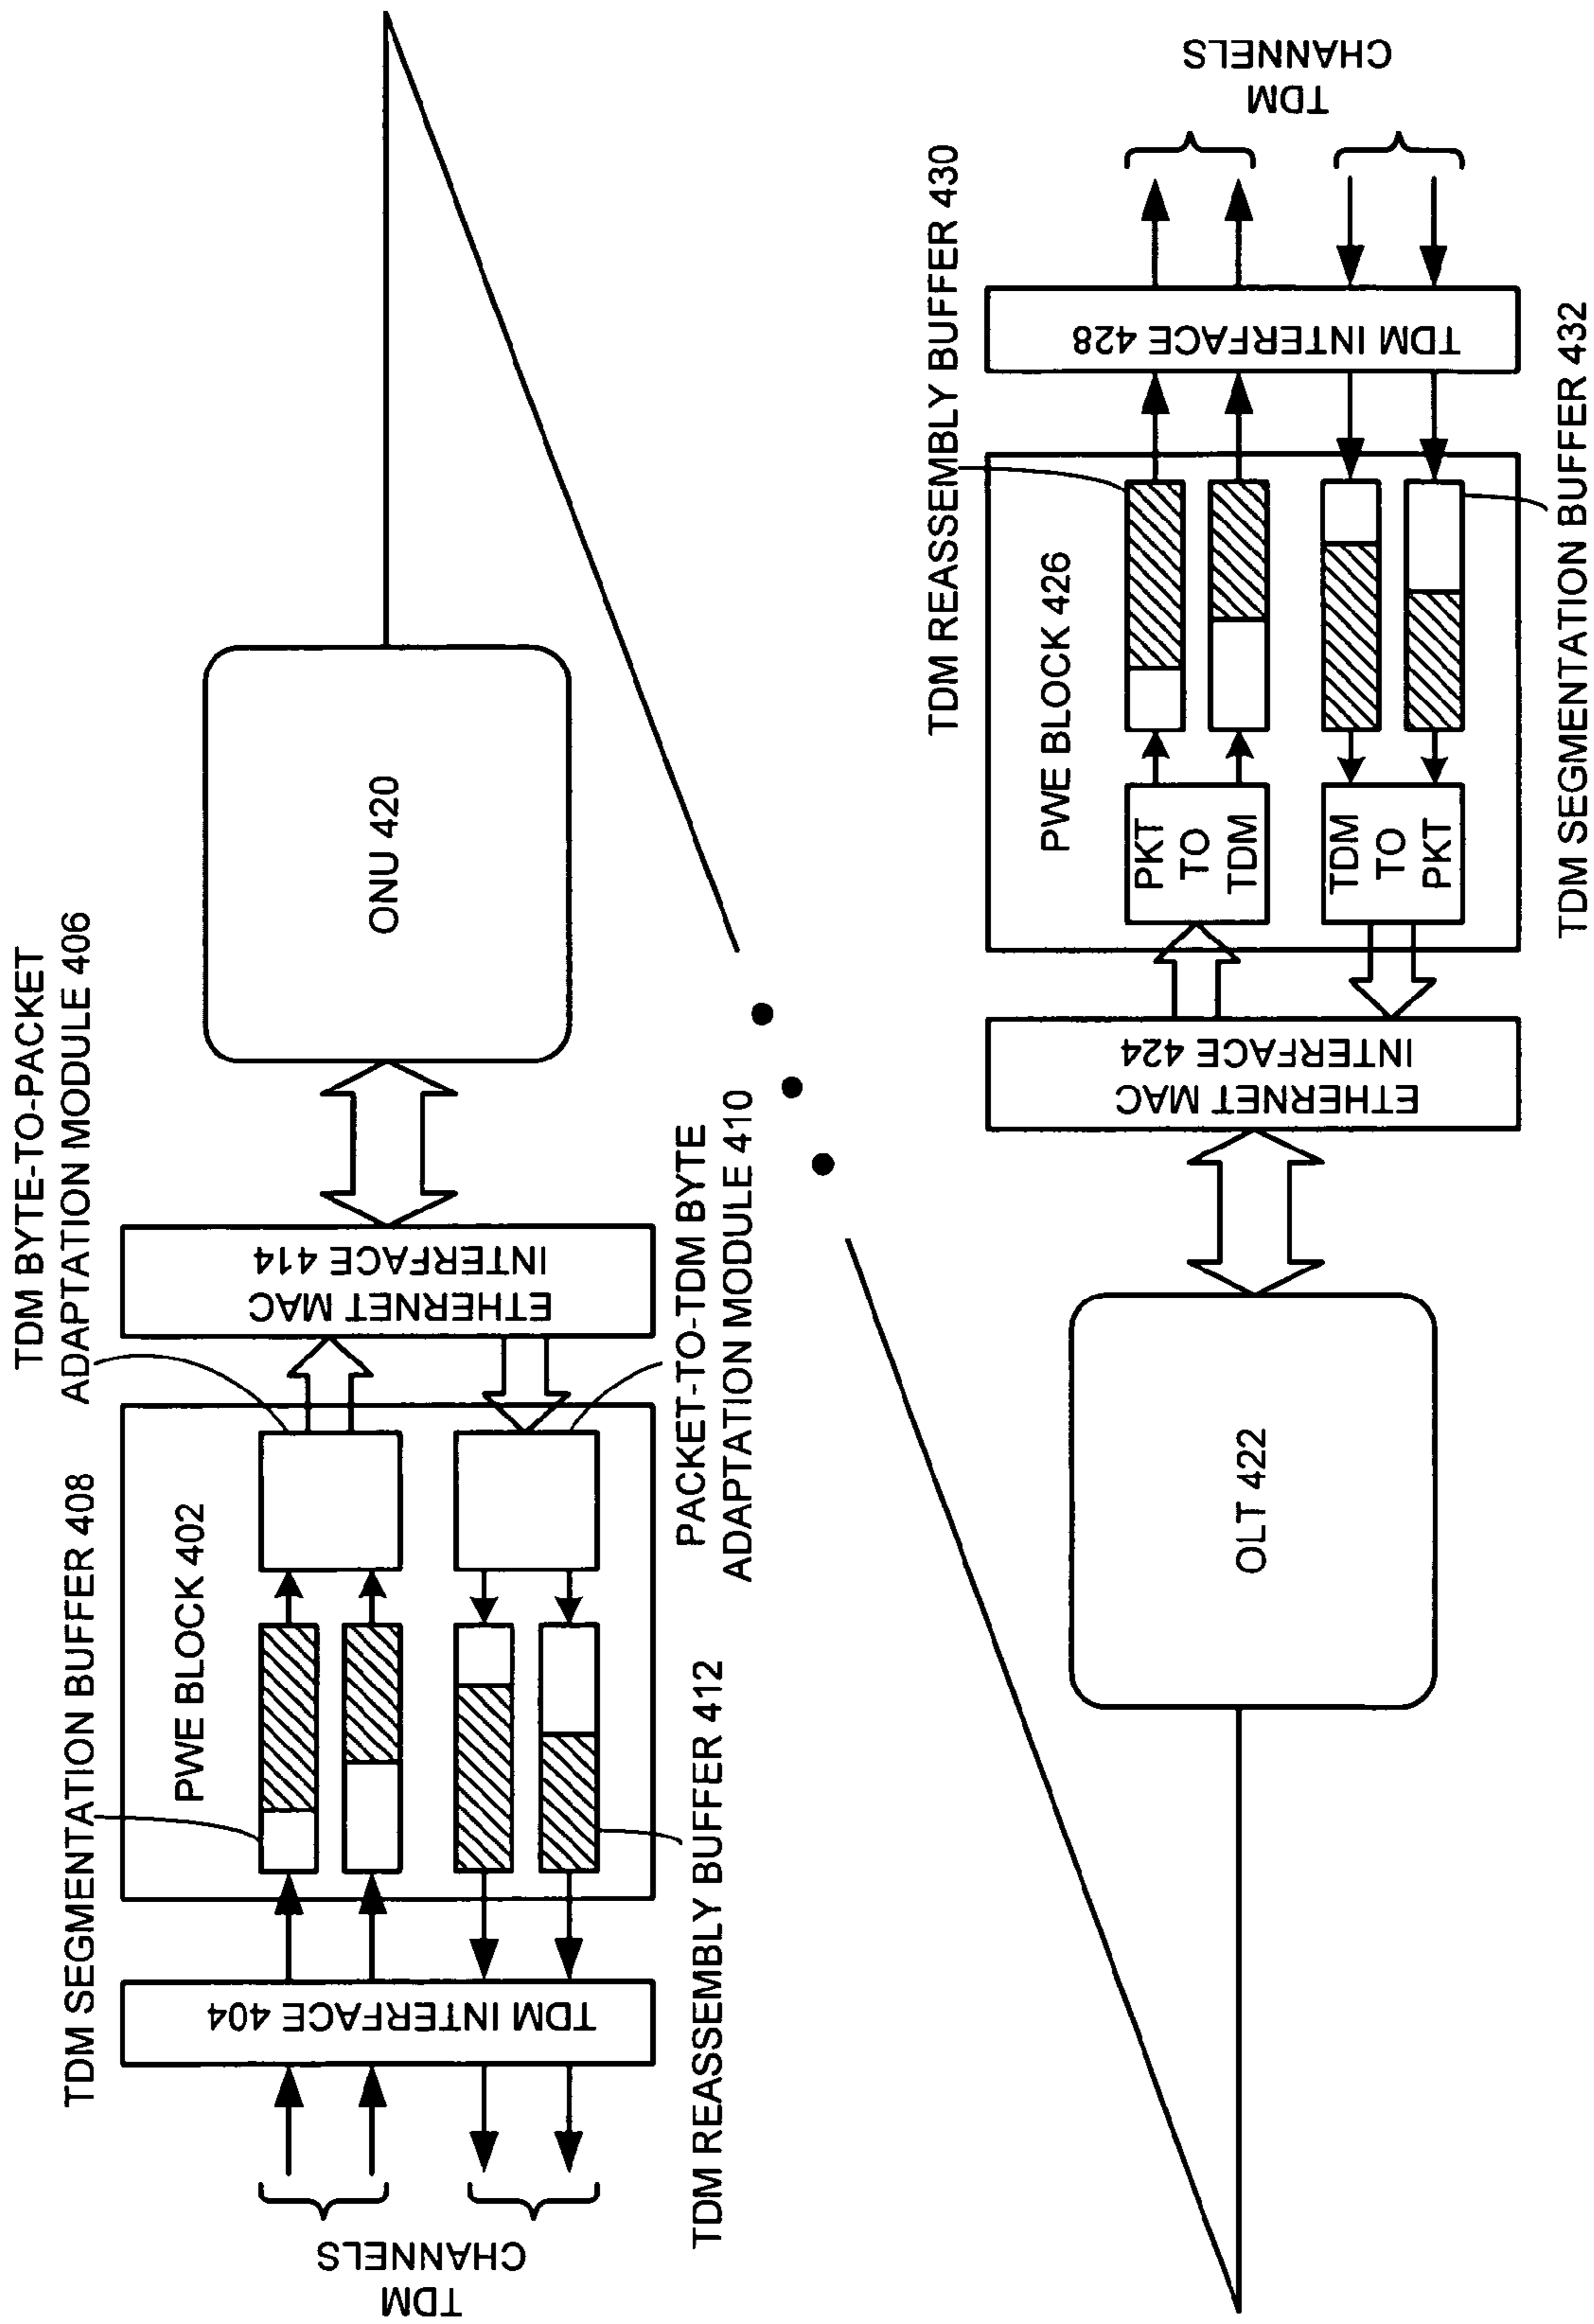 TDM BYTE-TO-PACKET
ADAPTATION MODULE 406
TDM SEGMENTATION BUFFER 408
PWE BLOCK 402
TDM
CHANNELS
TDM INTERFACE 404
ETHERNET MAC
INTERFACE 414
ONU 420
TDM REASSEMBLY BUFFER 412
PACKET-TO-TDM BYTE
ADAPTATION MODULE 410
TDM REASSEMBLY BUFFER 430
OLT 422
ETHERNET MAC
INTERFACE 424
PWE BLOCK 426
PKT
TO
TDM
TDM
TO
PKT
TDM INTERFACE 428
TDM
CHANNELS
TDM SEGMENTATION BUFFER 432